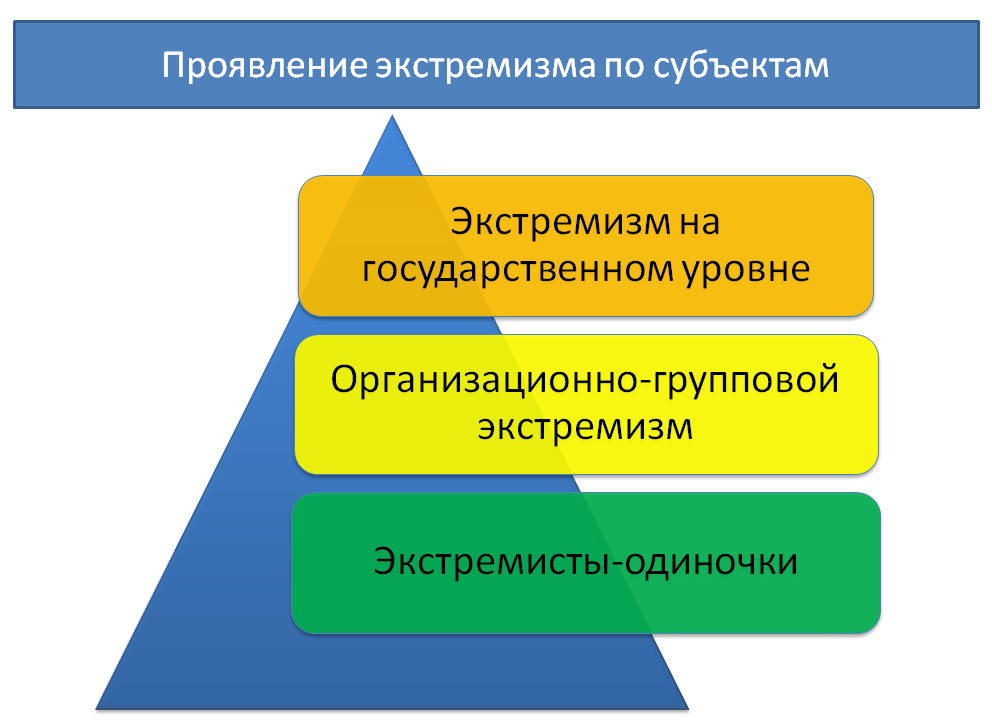 Проявление экстремизма по субъектам
Экстремизм на
государственном уровне
Организационно-групповой
экстремизм
Экстремисты-одиночки